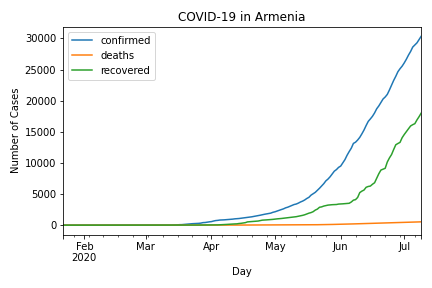 COVID-19 in Armenia
confirmed
deaths
recovered
30000
25000
20000
15000
10000
5000
0
Number of Cases
Feb Mar Apr May Jun Jul
2020
Day